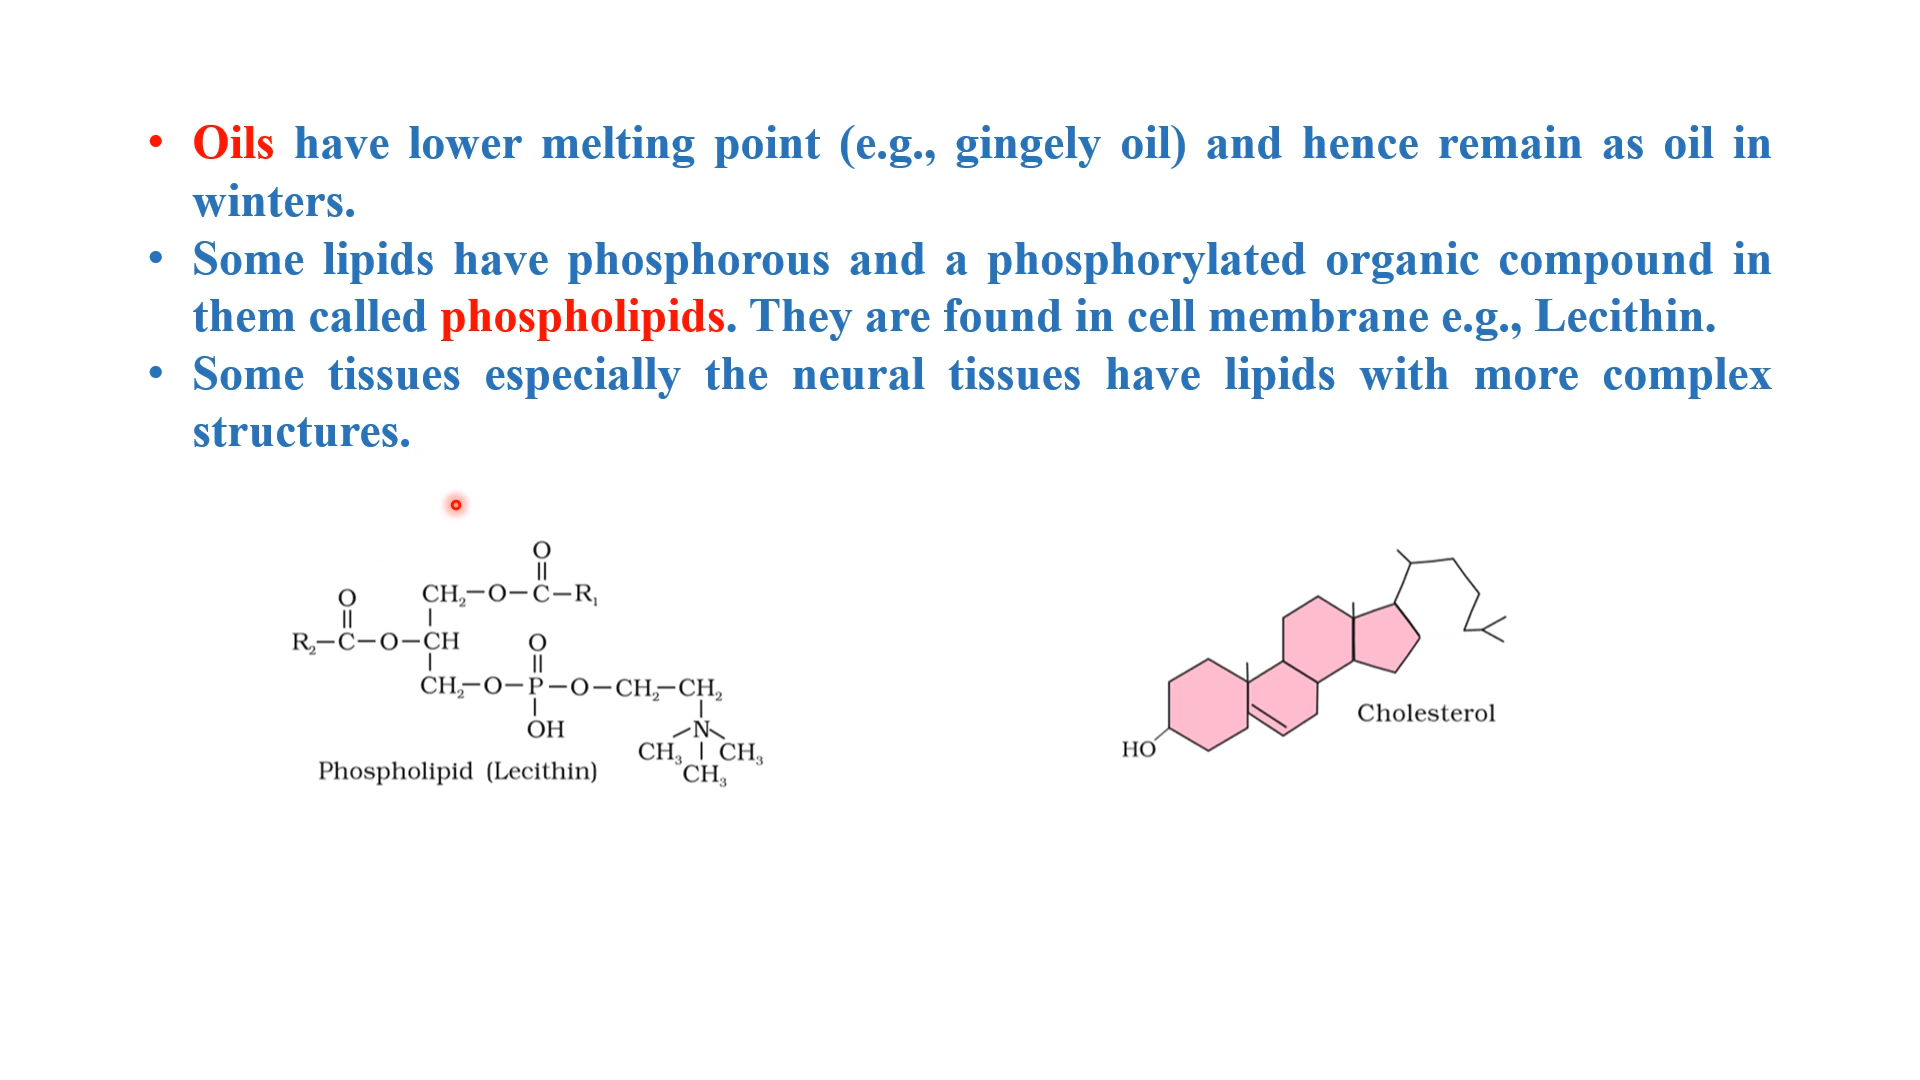 • Oils have lower melting point (e.g., gingely oil) and hence remain as oil in
winters.
• Some lipids have phosphorous and a phosphorylated organic compound in
them called phospholipids. They are found in cell membrane e.g., Lecithin.
• Some tissues especially the neural tissues have lipids with more complex
structures.
O
CH₂—O—C—R₁
O
R₂—C—O—CH
O
CH₂—O—P—O—CH₂—CH₂
OH
N
CH₃ CH₃
CH₃
Phospholipid (Lecithin)
HO
Cholesterol